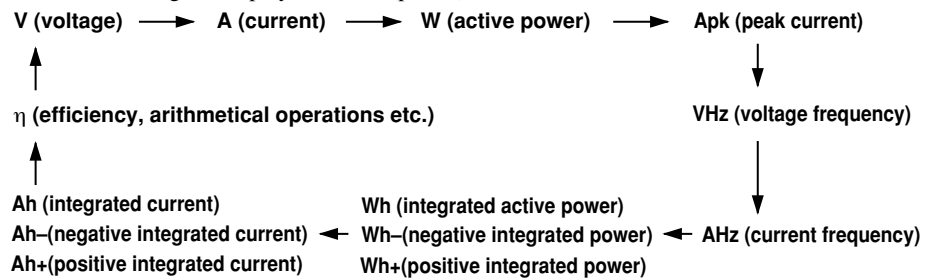 V (voltage) A (current) W (active power) Apk (peak current)
η (efficiency, arithmetical operations etc.) VHz (voltage frequency)
Ah (integrated current) Wh (integrated active power)
Ah–(negative integrated current) Wh–(negative integrated power) AHz (current frequency)
Ah+(positive integrated current) Wh+(positive integrated power)